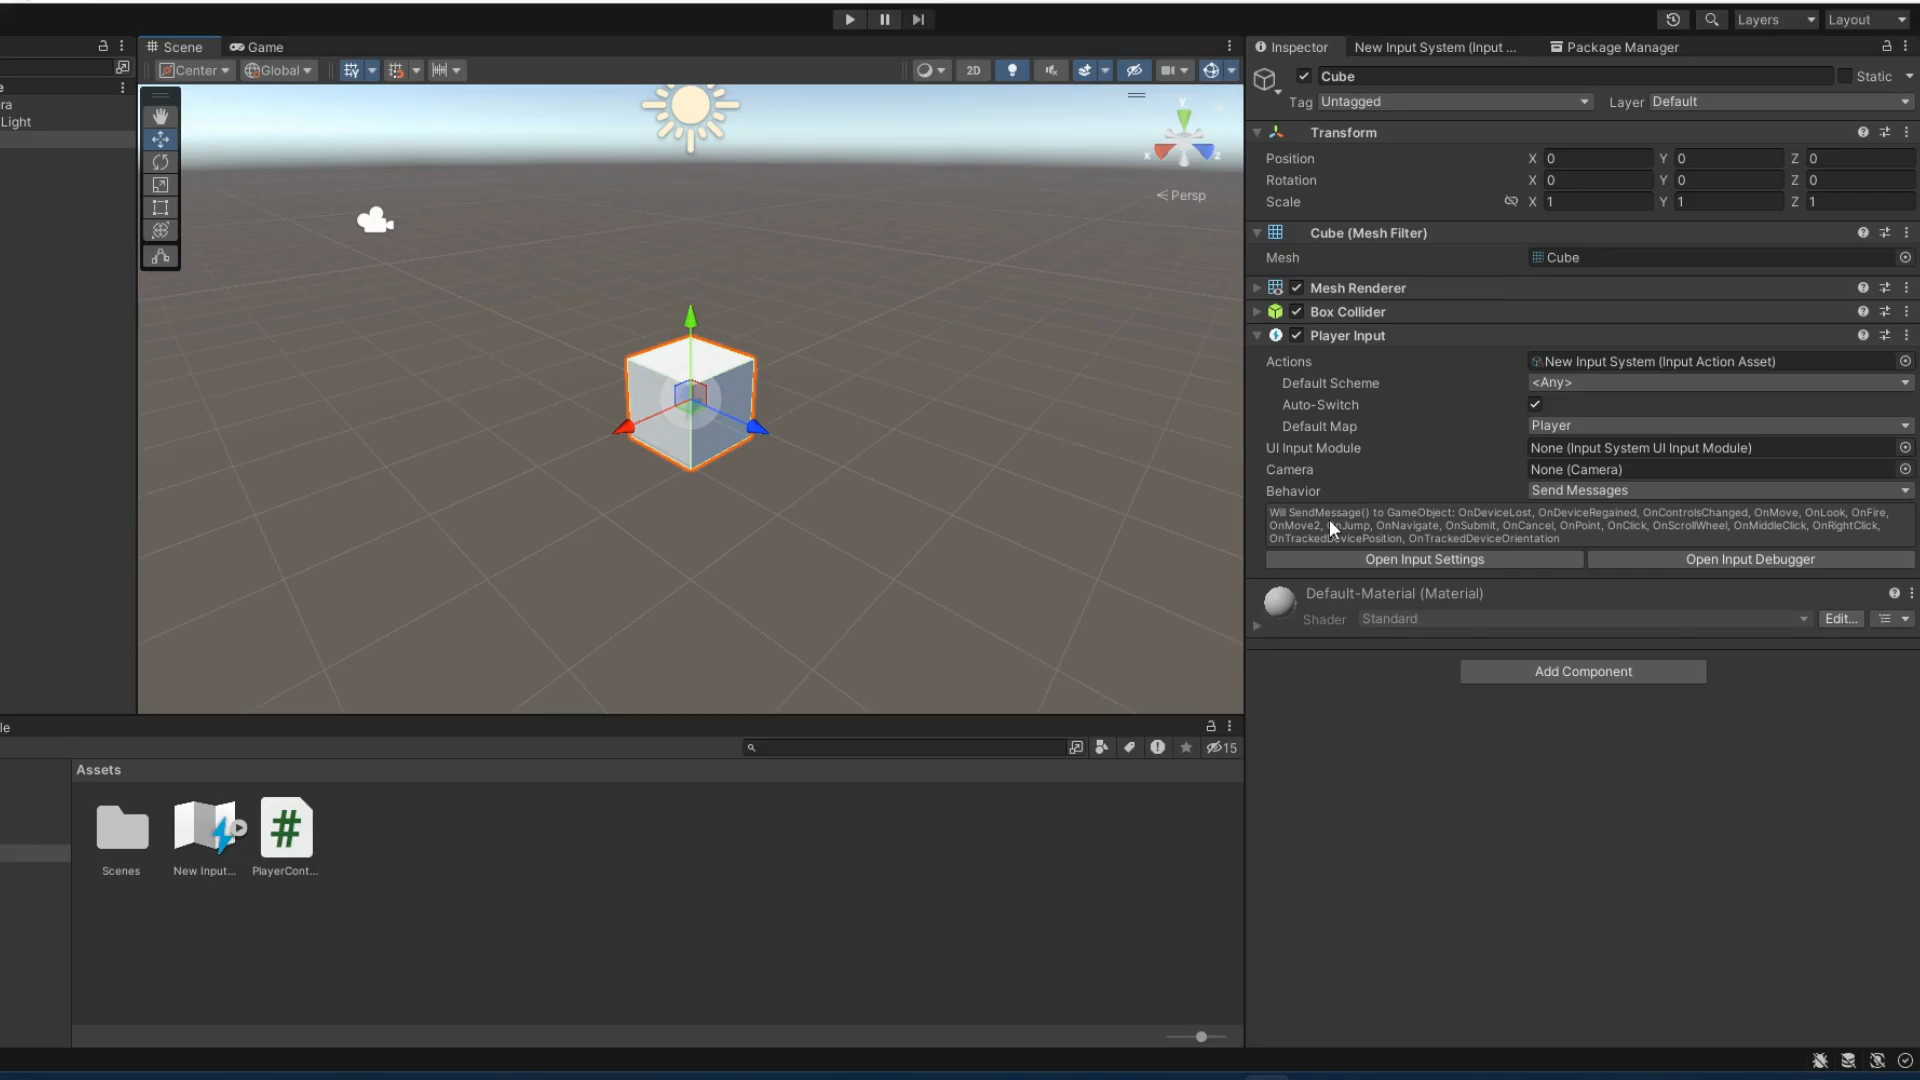 Layers
Layout
Scene
Game
Inspector
New Input System (Input ...
Package Manager
Center
Global
2D
Cube
Static
Tag
Untagged
Layer
Default
e
ra
Light
y
x
z
Persp
Transform
Position X 0 Y 0 Z 0
Rotation X 0 Y 0 Z 0
Scale X 1 Y 1 Z 1
Cube (Mesh Filter)
Mesh Cube
Mesh Renderer
Box Collider
Player Input
Actions New Input System (Input Action Asset)
Default Scheme <Any>
Auto-Switch
Default Map Player
UI Input Module None (Input System UI Input Module)
Camera None (Camera)
Behavior Send Messages
Will SendMessage() to GameObject: OnDeviceLost, OnDeviceRegained, OnControlsChanged, OnMove, OnLook, OnFire,
OnMove2, OnJump, OnNavigate, OnSubmit, OnCancel, OnPoint, OnClick, OnScrollWheel, OnMiddleClick, OnRightClick,
OnTrackedDevicePosition, OnTrackedDeviceOrientation
Open Input Settings
Open Input Debugger
Default-Material (Material)
Shader Standard
Edit...
Add Component
le
15
Assets
Scenes
New Input...
PlayerCont...